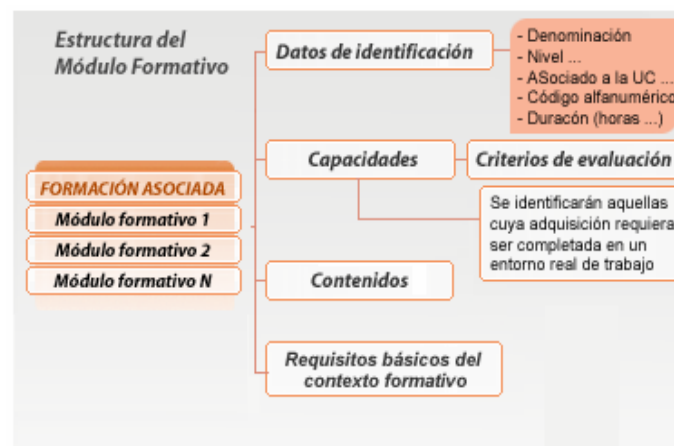 Estructura del
Módulo Formativo
FORMACIÓN ASOCIADA
Módulo formativo 1
Módulo formativo 2
Módulo formativo N
Datos de identificación
- Denominación
- Nivel ...
- ASociado a la UC ...
- Código alfanumérico
- Duracón (horas ...)
Capacidades
Criterios de evaluación
Se identificarán aquellas
cuya adquisición requiera
ser completada en un
entorno real de trabajo
Contenidos
Requisitos básicos del
contexto formativo